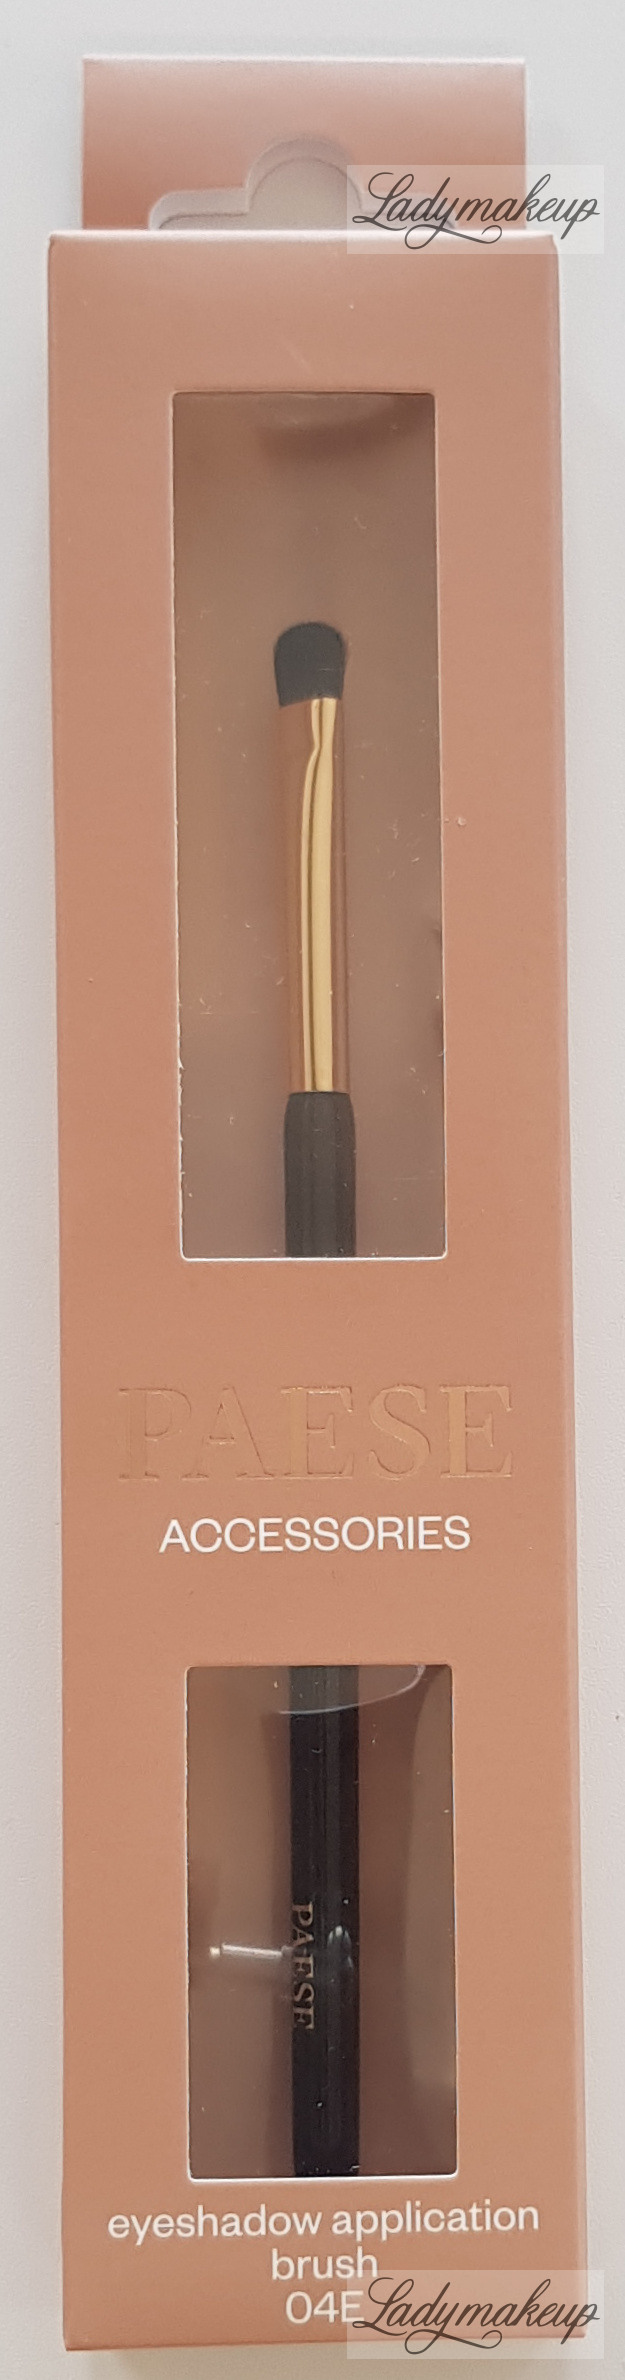 Ladymakeup
PAESE
ACCESSORIES
PAESE
eyeshadow application
brush
04E
Ladymakeup